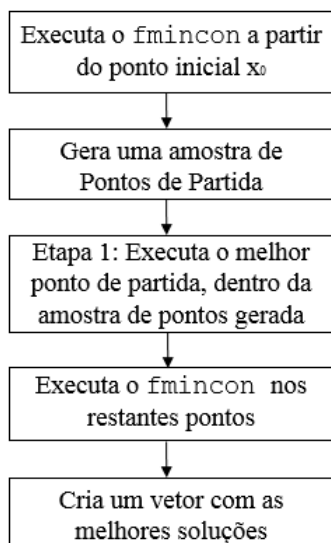 Executa o fmincon a partir
do ponto inicial x₀
Gera uma amostra de
Pontos de Partida
Etapa 1: Executa o melhor
ponto de partida, dentro da
amostra de pontos gerada
Executa o fmincon nos
restantes pontos
Cria um vetor com as
melhores soluções